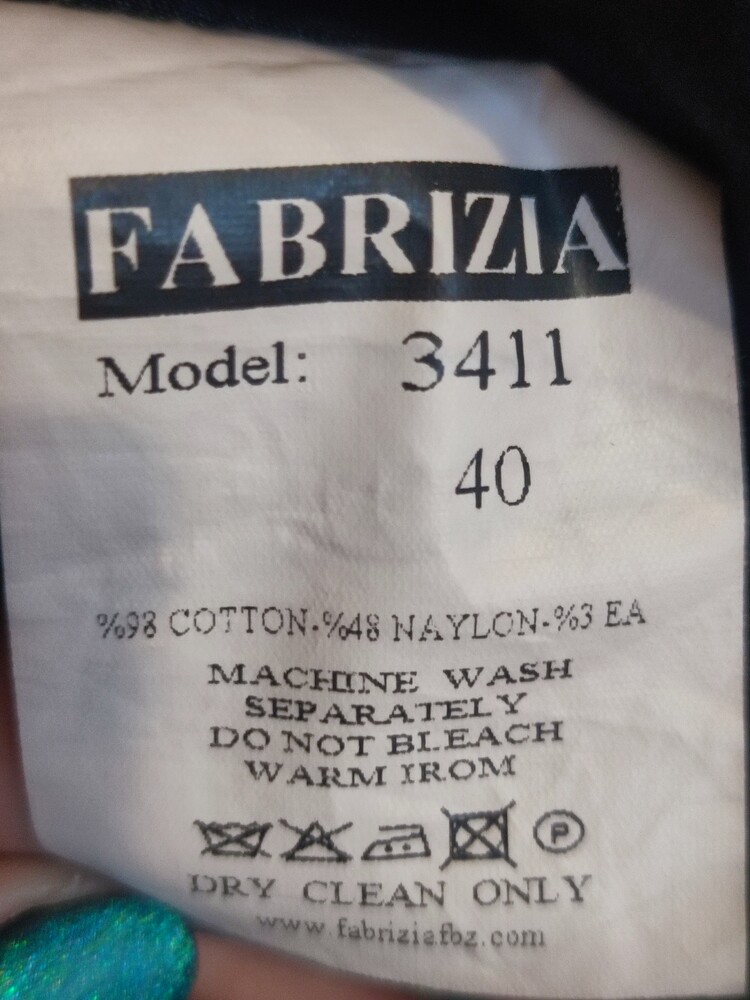 FABRIZIA
Model: 3411
40
%98 COTTON-%48 NAYLON-%3 EA
MACHINE WASH
SEPARATELY
DO NOT BLEACH
WARM IROM
P
DRY CLEAN ONLY
www.fabriziafbz.com